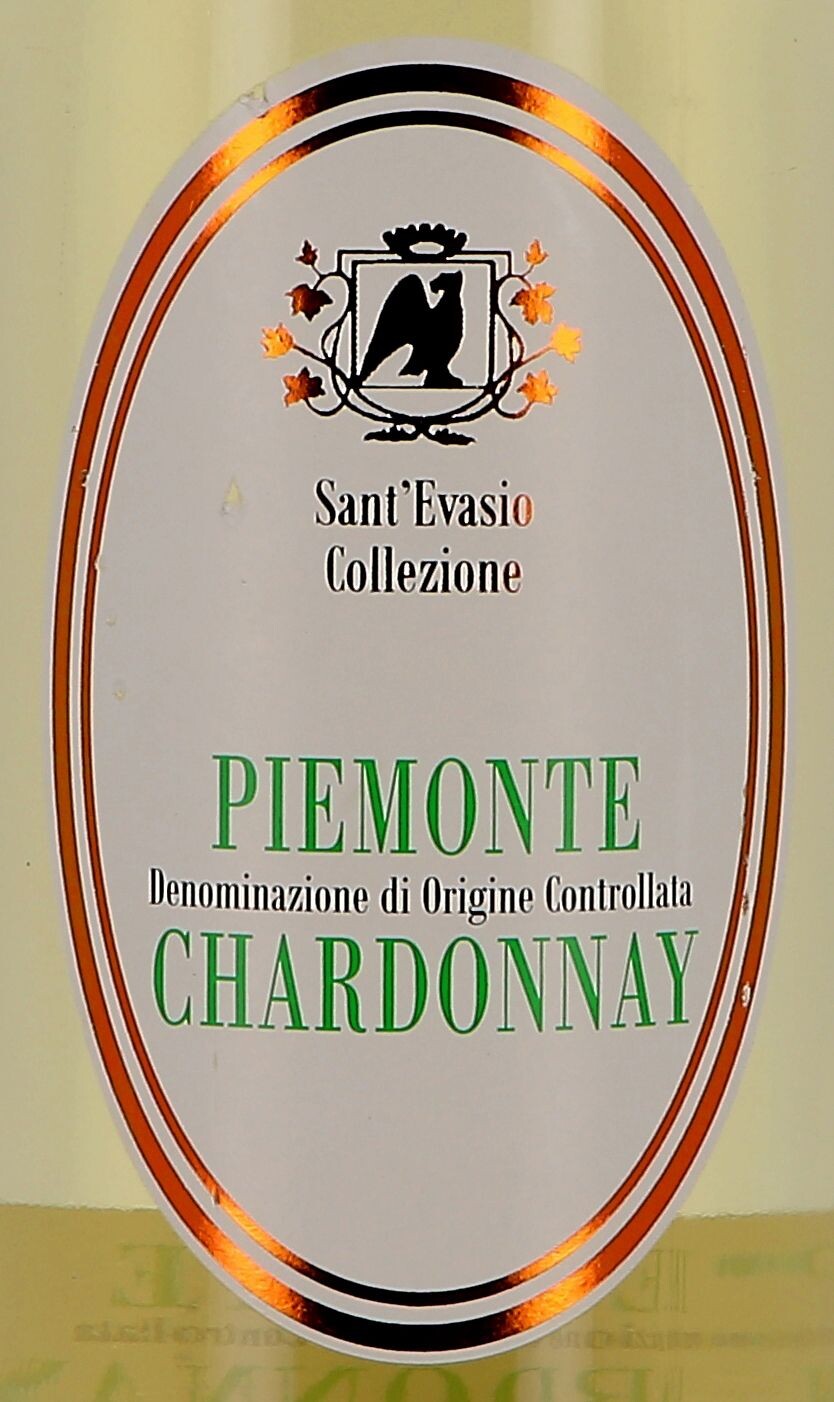 Sant'Evasio
Collezione
PIEMONTE
Denominazione di Origine Controllata
CHARDONNAY